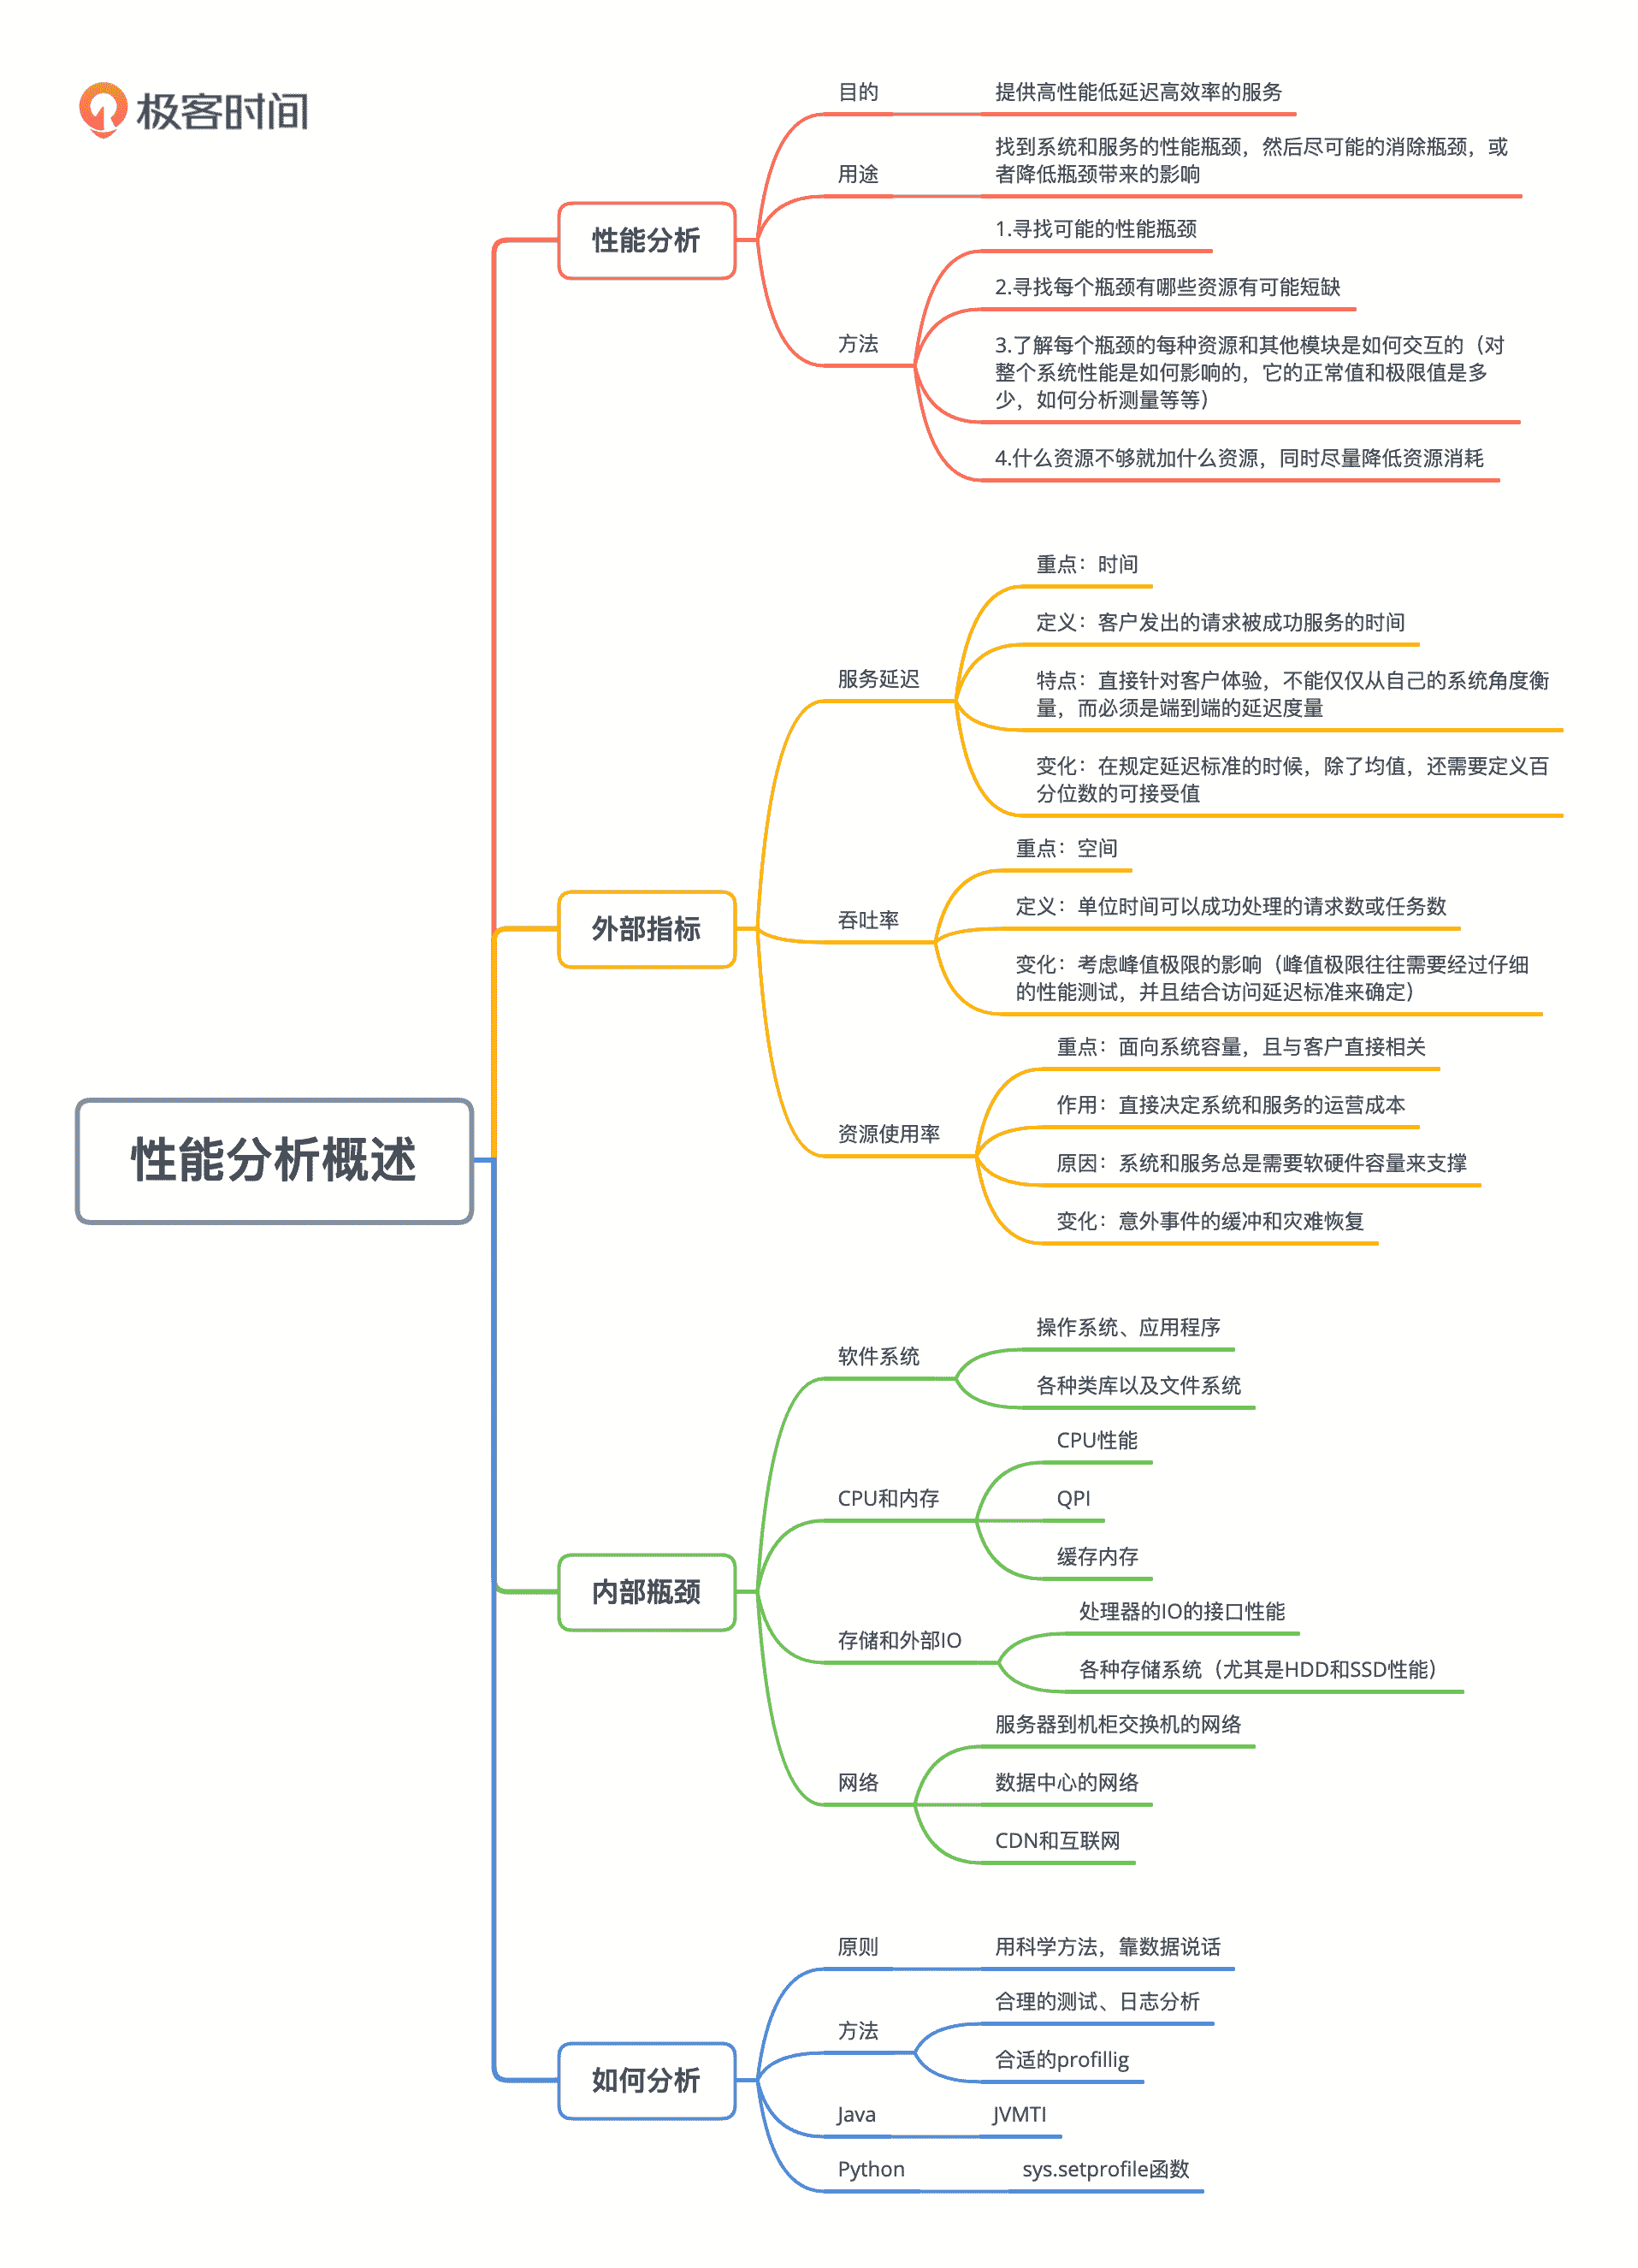 极客时间
性能分析概述
性能分析
目的
提供高性能低延迟高效率的服务
用途
找到系统和服务的性能瓶颈，然后尽可能的消除瓶颈，或
者降低瓶颈带来的影响
方法
1.寻找可能的性能瓶颈
2.寻找每个瓶颈有哪些资源有可能短缺
3.了解每个瓶颈的每种资源和其他模块是如何交互的（对
整个系统性能是如何影响的，它的正常值和极限值是多
少，如何分析测量等等）
4.什么资源不够就加什么资源，同时尽量降低资源消耗
外部指标
服务延迟
重点：时间
定义：客户发出的请求被成功服务的时间
特点：直接针对客户体验，不能仅仅从自己的系统角度衡
量，而必须是端到端的延迟度量
变化：在规定延迟标准的时候，除了均值，还需要定义百
分位数的可接受值
吞吐率
重点：空间
定义：单位时间可以成功处理的请求数或任务数
变化：考虑峰值极限的影响（峰值极限往往需要经过仔细
的性能测试，并且结合访问延迟标准来确定）
资源使用率
重点：面向系统容量，且与客户直接相关
作用：直接决定系统和服务的运营成本
原因：系统和服务总是需要软硬件容量来支撑
变化：意外事件的缓冲和灾难恢复
内部瓶颈
软件系统
操作系统、应用程序
各种类库以及文件系统
CPU和内存
CPU性能
QPI
缓存内存
存储和外部IO
处理器的IO的接口性能
各种存储系统（尤其是HDD和SSD性能）
网络
服务器到机柜交换机的网络
数据中心的网络
CDN和互联网
如何分析
原则
用科学方法，靠数据说话
方法
合理的测试、日志分析
合适的profillig
Java
JVMTI
Python
sys.setprofile函数